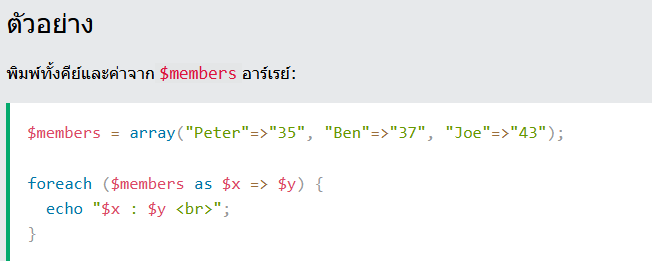 ตัวอย่าง
พิมพ์ทั้งคีย์และค่าจาก $members อาร์เรย์:
$members = array("Peter"=>"35", "Ben"=>"37", "Joe"=>"43");
foreach ($members as $x => $y) {
  echo "$x : $y <br>";
}